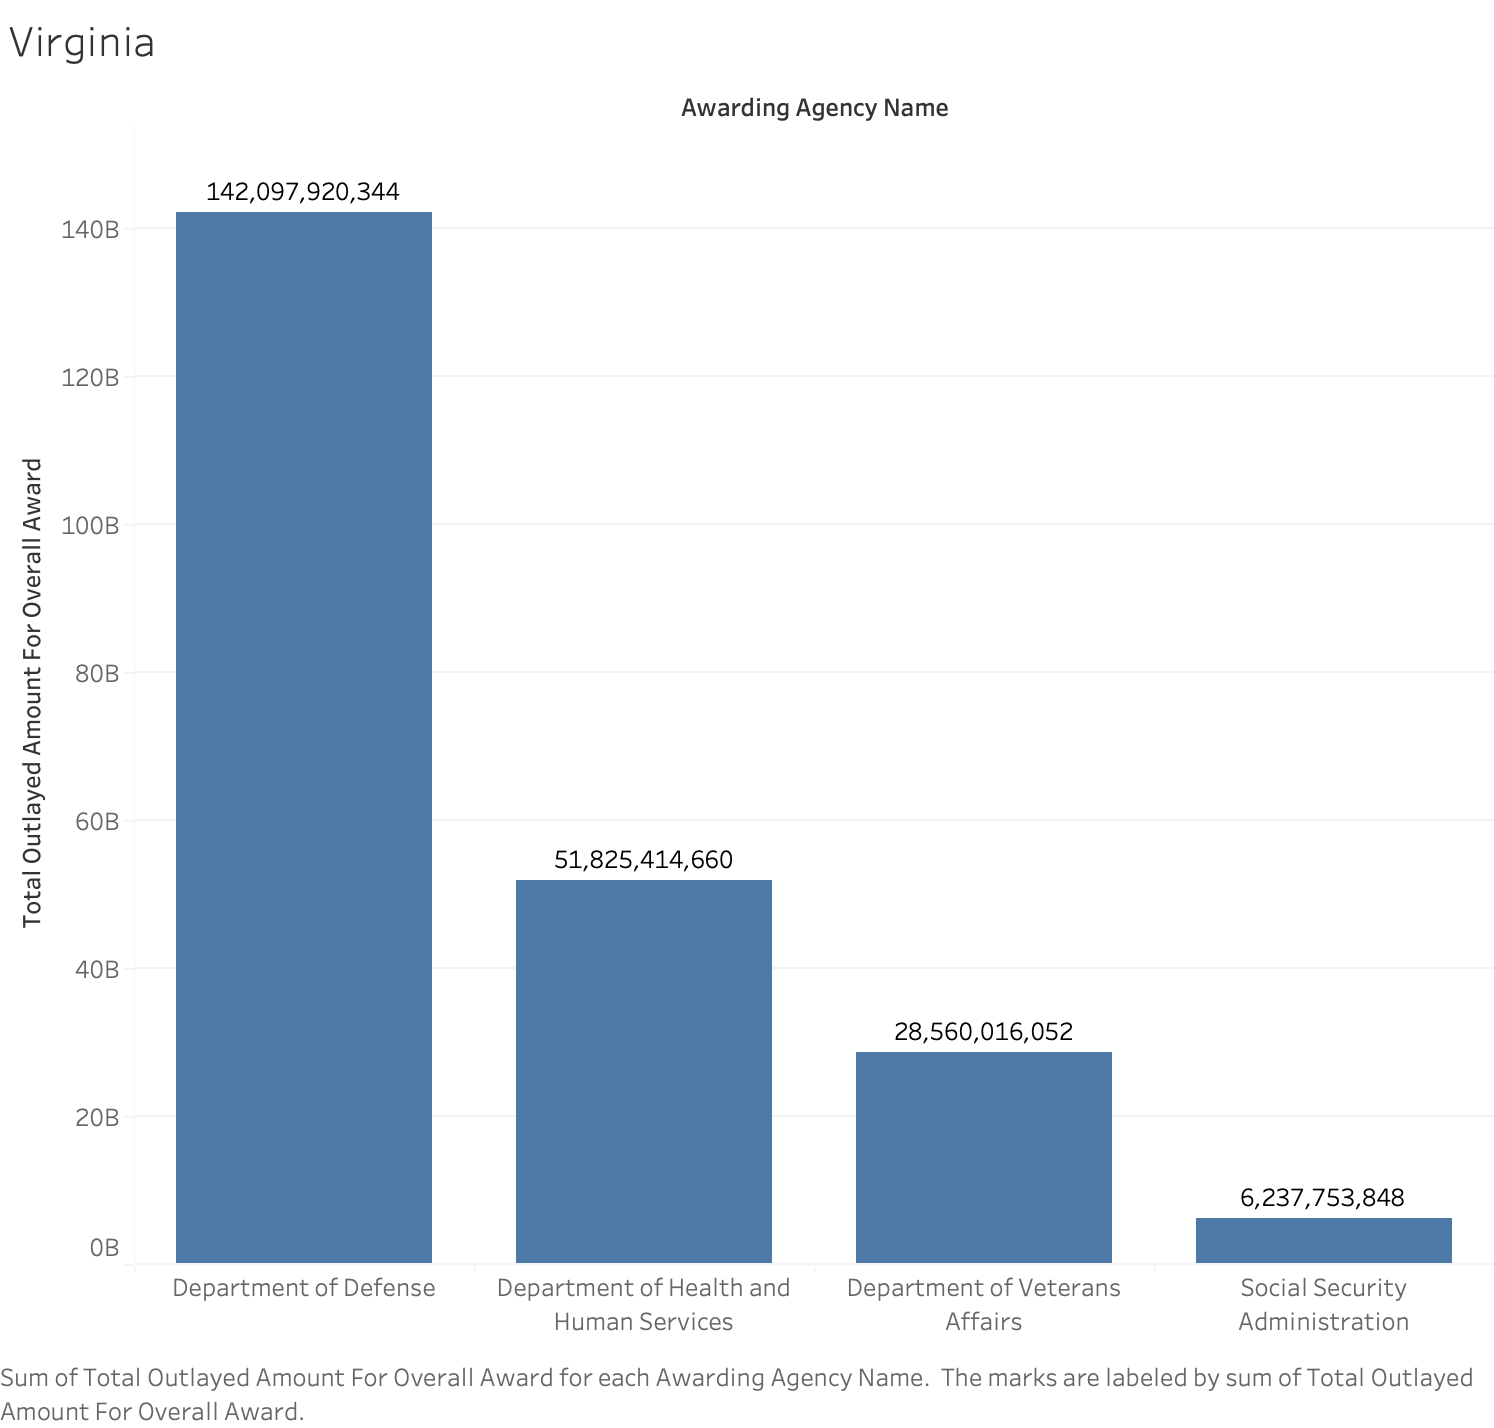 Virginia
Awarding Agency Name
Total Outlayed Amount For Overall Award
140B
120B
100B
80B
60B
40B
20B
0B
142,097,920,344
51,825,414,660
28,560,016,052
6,237,753,848
Department of Defense
Department of Health and
Human Services
Department of Veterans
Affairs
Social Security
Administration
Sum of Total Outlayed Amount For Overall Award for each Awarding Agency Name.  The marks are labeled by sum of Total Outlayed
Amount For Overall Award.